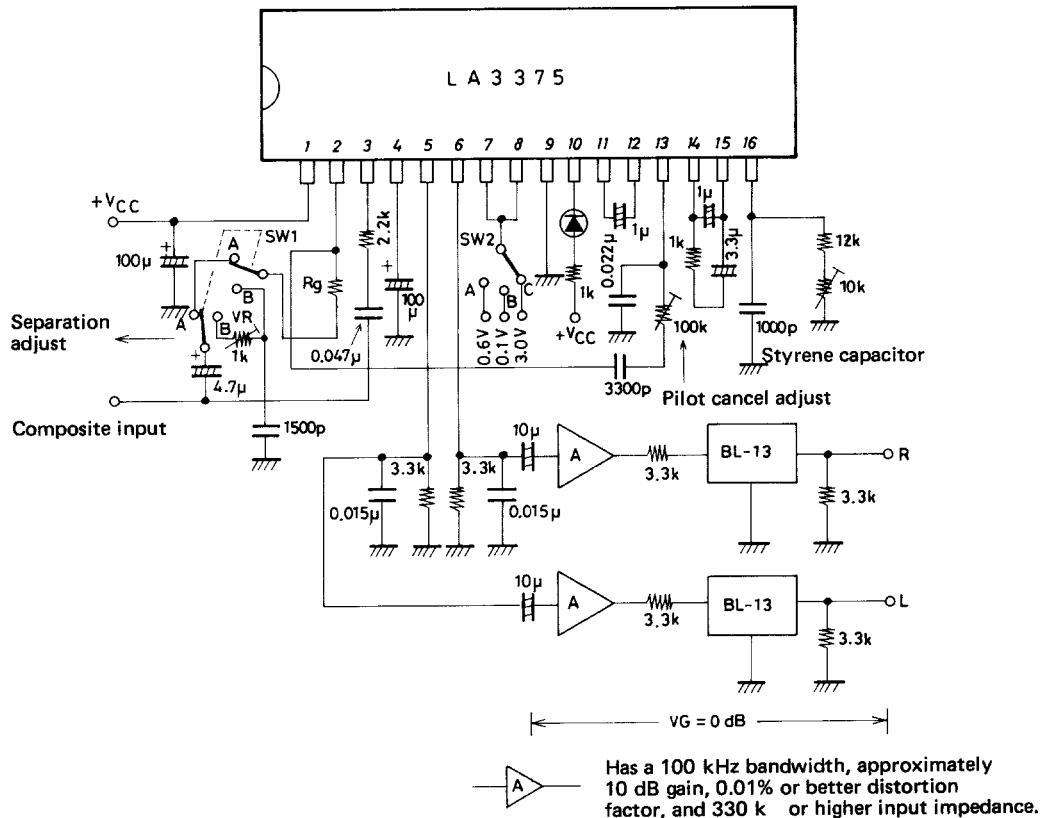 LA3375
1 2 3 4 5 6 7 8 9 10 11 12 13 14 15 16
+VCC
100µ
+
SW1
A
B
A
B
VR
1k
Separation
adjust
+
4.7µ
Composite input
1500p
Rg
2.2k
0.047µ
+
100
µ
SW2
A
B
C
0.6V
0.1V
3.0V
1k
+VCC
1µ
0.022µ
100k
3300p
Pilot cancel adjust
1k
1µ
3.3µ
12k
10k
1000p
Styrene capacitor
3.3k
3.3k
0.015µ
0.015µ
10µ
A
3.3k
BL-13
R
3.3k
10µ
A
3.3k
BL-13
L
3.3k
VG = 0 dB
A
Has a 100 kHz bandwidth, approximately
10 dB gain, 0.01% or better distortion
factor, and 330 k or higher input impedance.